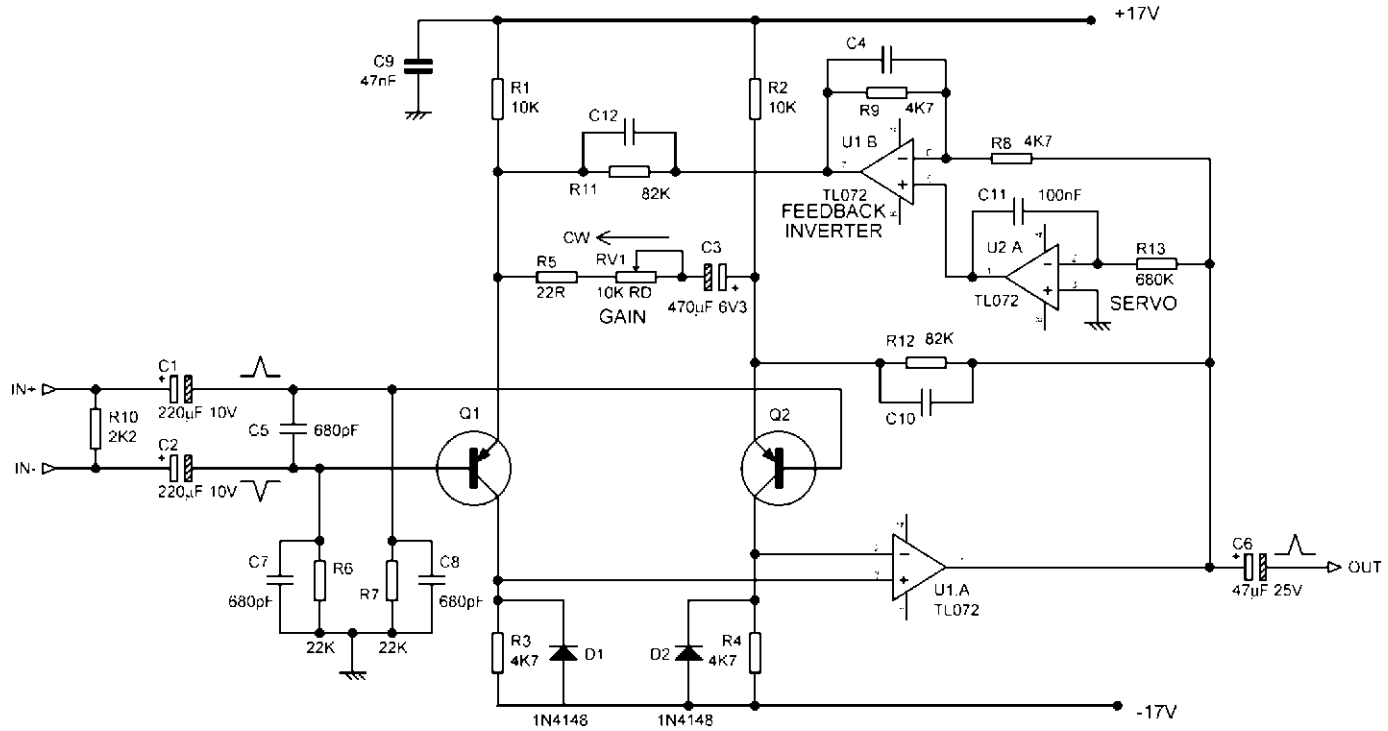 +17V
C9
47nF
R1
10K
R2
10K
C4
R9 4K7
C12
R11 82K
U1 B
TL072
FEEDBACK
INVERTER
R8 4K7
C11 100nF
U2 A
TL072
R13
680K
SERVO
CW
R5
22R
RV1
10K RD
GAIN
C3
+
470µF 6V3
R12 82K
C10
IN+
C1
+
220µF 10V
R10
2K2
C5 680pF
IN-
C2
+
220µF 10V
Q1
Q2
C7
680pF
R6
22K
R7
22K
C8
680pF
U1.A
TL072
C6
+
47µF 25V
OUT
R3
4K7
D1
1N4148
D2
1N4148
R4
4K7
-17V